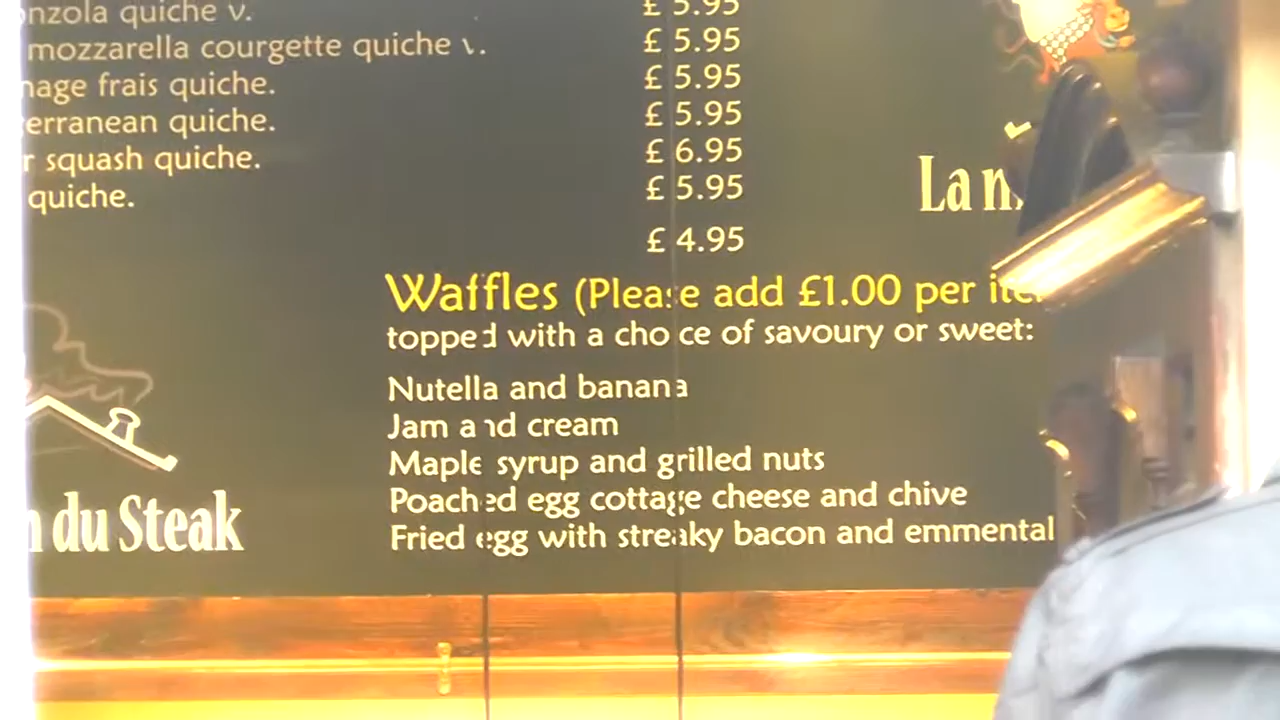 quiche v. £ 5.95
mozzarella courgette quiche v. £ 5.95
frais quiche. £ 5.95
quiche. £ 5.95
squash quiche. £ 6.95
quiche. £ 5.95
£ 4.95
La
Waffles (Please add £1.00 per
topped with a choice of savoury or sweet:
Nutella and banana
Jam and cream
Maple syrup and grilled nuts
Poached egg cottage cheese and chive
Fried egg with streaky bacon and emmental
du Steak